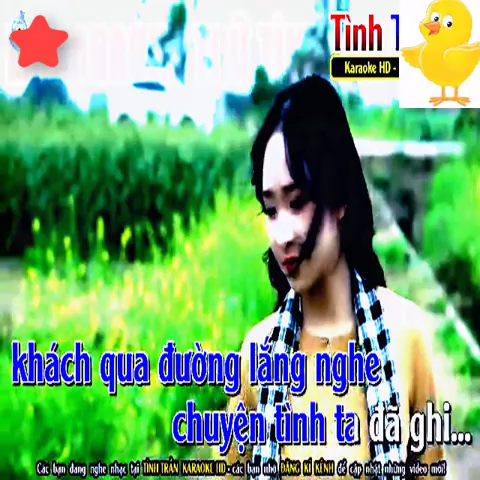 Tình
Karaoke HD -
khách qua đường lắng nghe
chuyện tình ta đã ghi...
Các bạn đang nghe nhạc tại TÌNH TRẦN KARAOKE HD - các bạn nhớ ĐĂNG KÍ KÊNH để cập nhật những video mới!